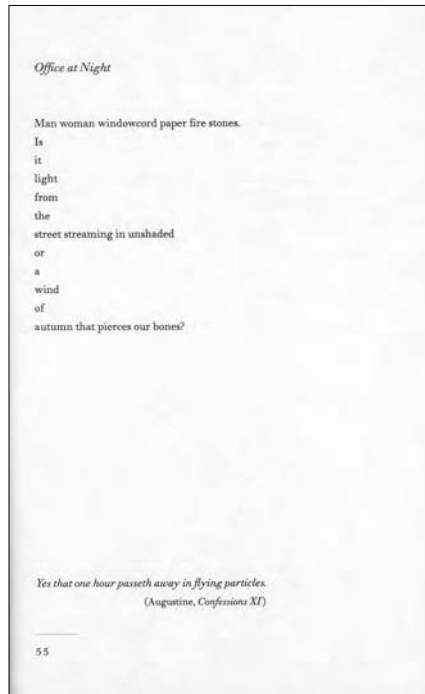 Office at Night
Man woman windowcord paper fire stones.
Is
it
light
from
the
street streaming in unshaded
or
a
wind
of
autumn that pierces our bones?
Yes that one hour passeth away in flying particles.
(Augustine, Confessions XI)
55